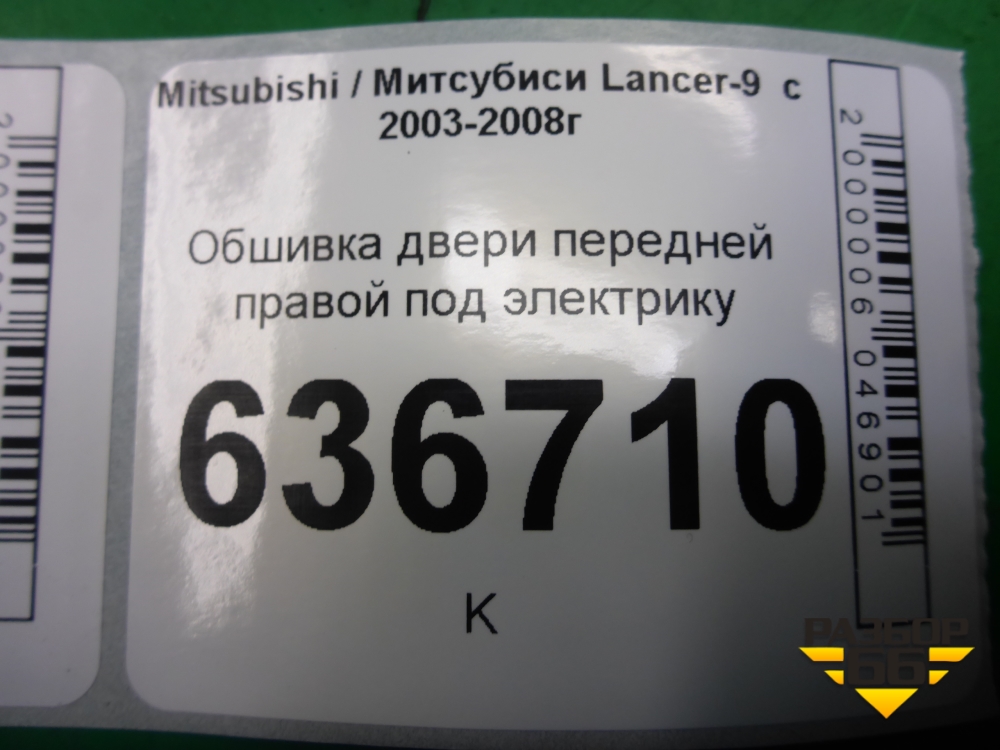 Mitsubishi / Митсубиси Lancer-9 с
2003-2008г
Обшивка двери передней
правой под электрику
636710
К
2000006046901
РАЗБОР
66